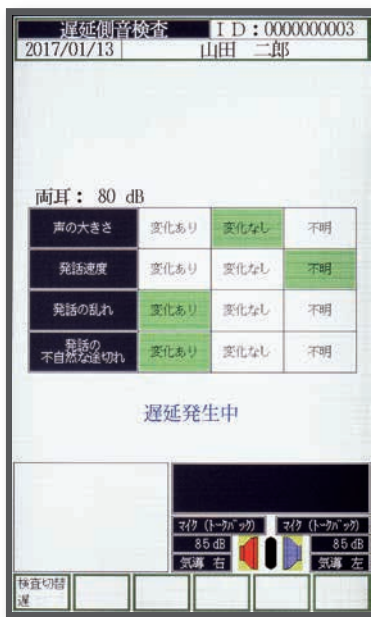 遅延側音検査 ID:0000000003
2017/01/13 山田 二郎
両耳: 80 dB
声の大きさ 変化あり 変化なし 不明
発話速度 変化あり 変化なし 不明
発話の乱れ 変化あり 変化なし 不明
発話の
不自然な途切れ 変化あり 変化なし 不明
遅延発生中
マイク (トークバック) マイク (トークバック)
85 dB 85 dB
気導 右 気導 左
検査切替
遅